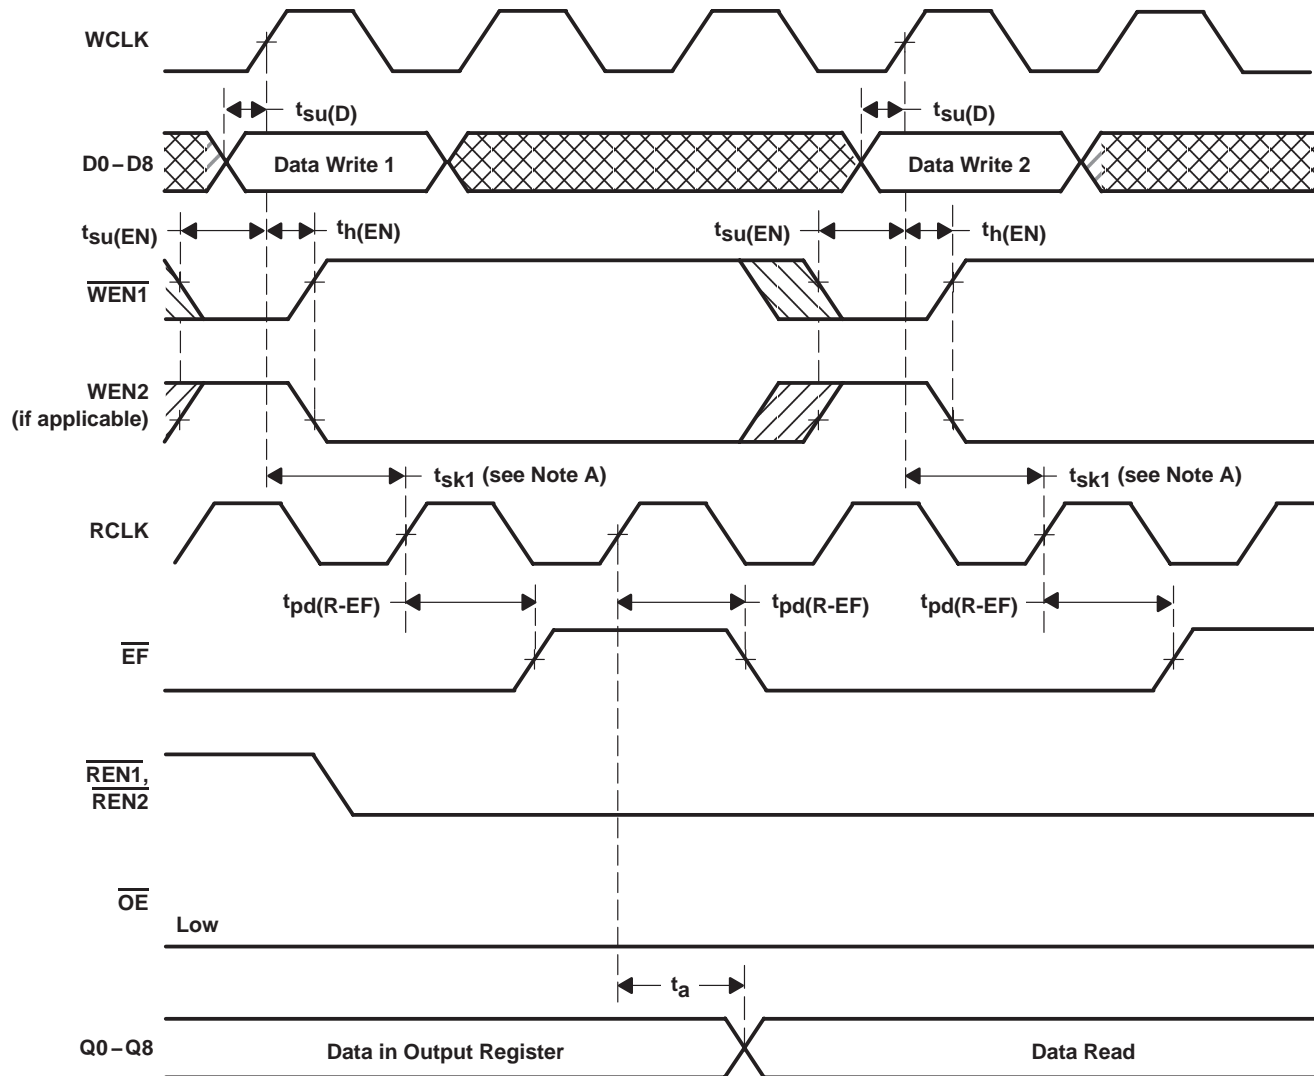 WCLK
tsu(D) tsu(D)
D0–D8 Data Write 1 Data Write 2
tsu(EN) th(EN) tsu(EN) th(EN)
WEN1
WEN2
(if applicable)
tsk1 (see Note A) tsk1 (see Note A)
RCLK
tpd(R-EF) tpd(R-EF) tpd(R-EF)
EF
REN1,
REN2
OE
Low
ta
Q0–Q8 Data in Output Register Data Read